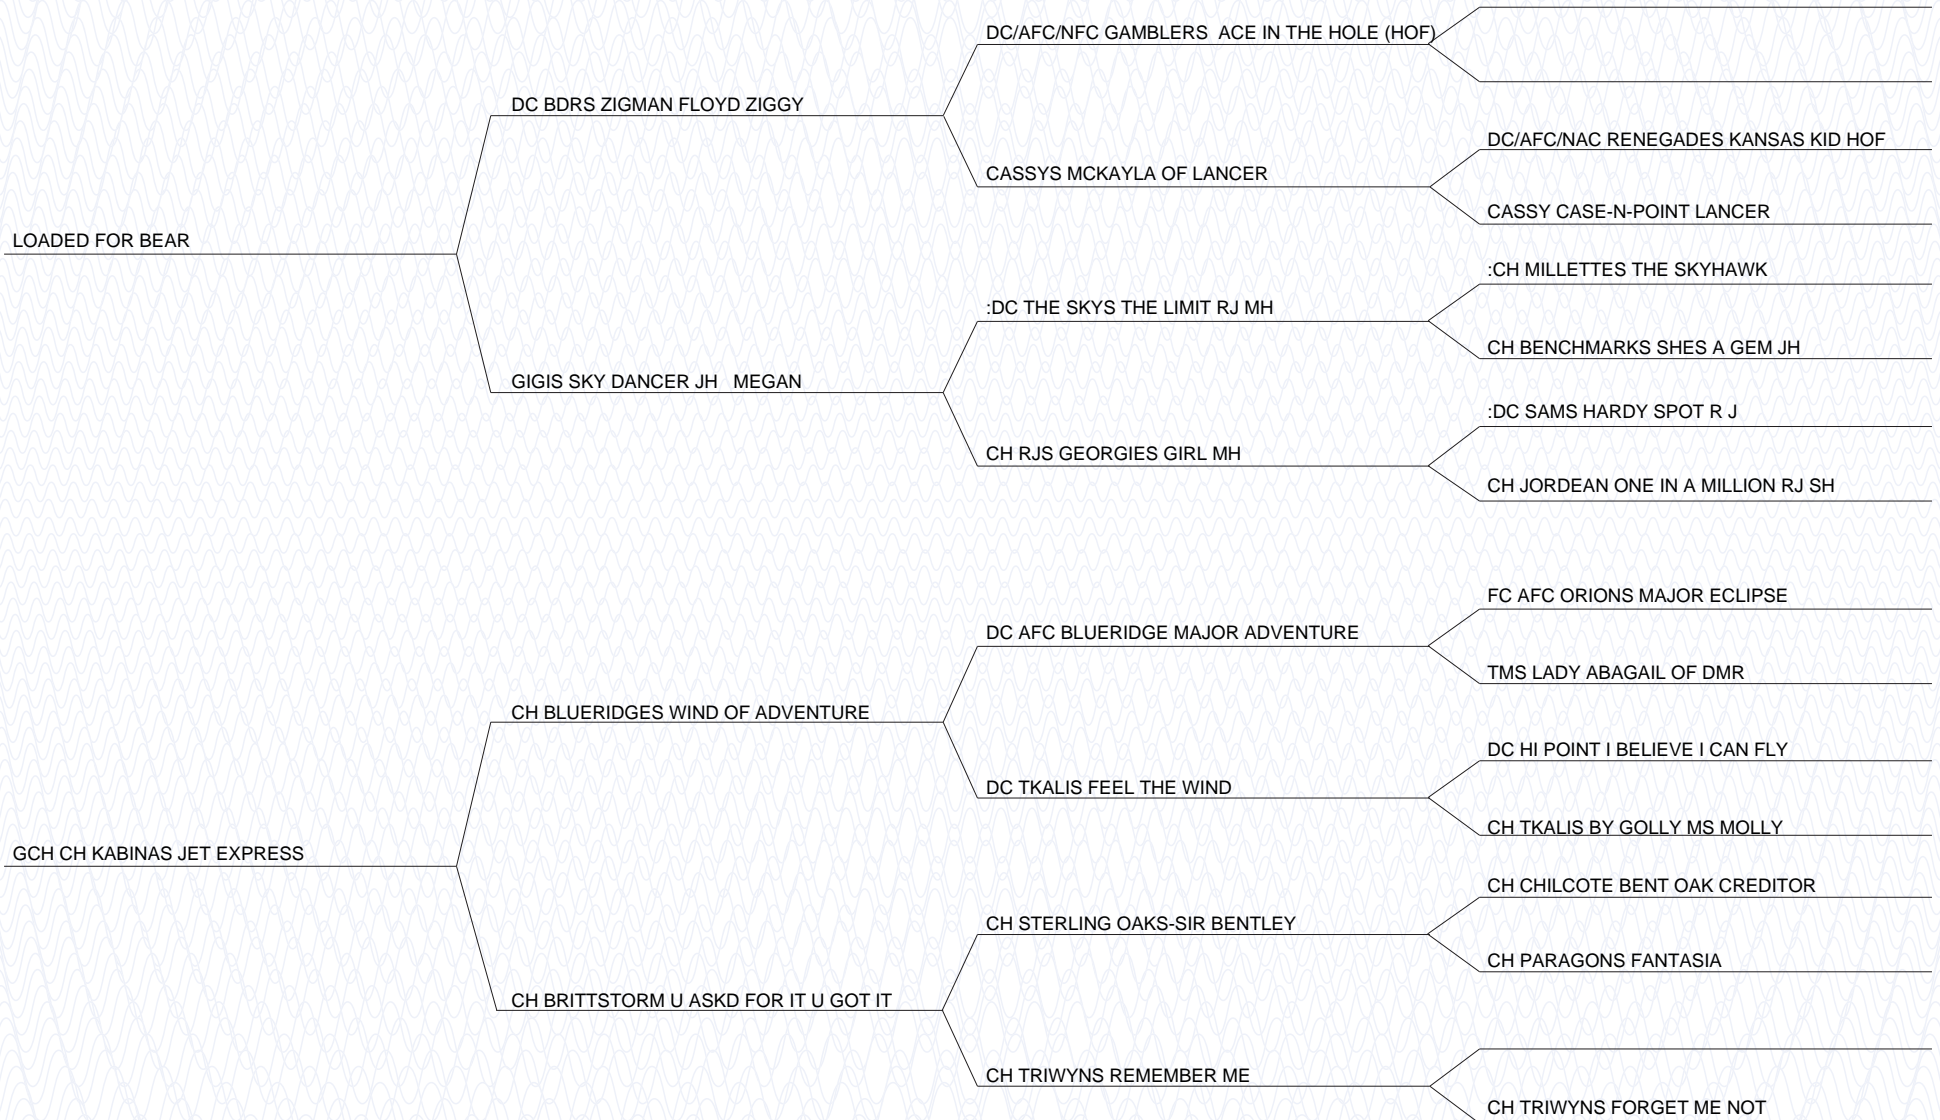 DC/AFC/NFC GAMBLERS  ACE IN THE HOLE (HOF)
DC BDRS ZIGMAN FLOYD ZIGGY
DC/AFC/NAC RENEGADES KANSAS KID HOF
CASSYS MCKAYLA OF LANCER
CASSY CASE-N-POINT LANCER
LOADED FOR BEAR
:CH MILLETTES THE SKYHAWK
:DC THE SKYS THE LIMIT RJ MH
CH BENCHMARKS SHES A GEM JH
GIGIS SKY DANCER JH   MEGAN
:DC SAMS HARDY SPOT R J
CH RJS GEORGIES GIRL MH
CH JORDEAN ONE IN A MILLION RJ SH
FC AFC ORIONS MAJOR ECLIPSE
DC AFC BLUERIDGE MAJOR ADVENTURE
TMS LADY ABAGAIL OF DMR
CH BLUERIDGES WIND OF ADVENTURE
DC HI POINT I BELIEVE I CAN FLY
DC TKALIS FEEL THE WIND
CH TKALIS BY GOLLY MS MOLLY
GCH CH KABINAS JET EXPRESS
CH CHILCOTE BENT OAK CREDITOR
CH STERLING OAKS-SIR BENTLEY
CH PARAGONS FANTASIA
CH BRITTSTORM U ASKD FOR IT U GOT IT
CH TRIWYNS REMEMBER ME
CH TRIWYNS FORGET ME NOT